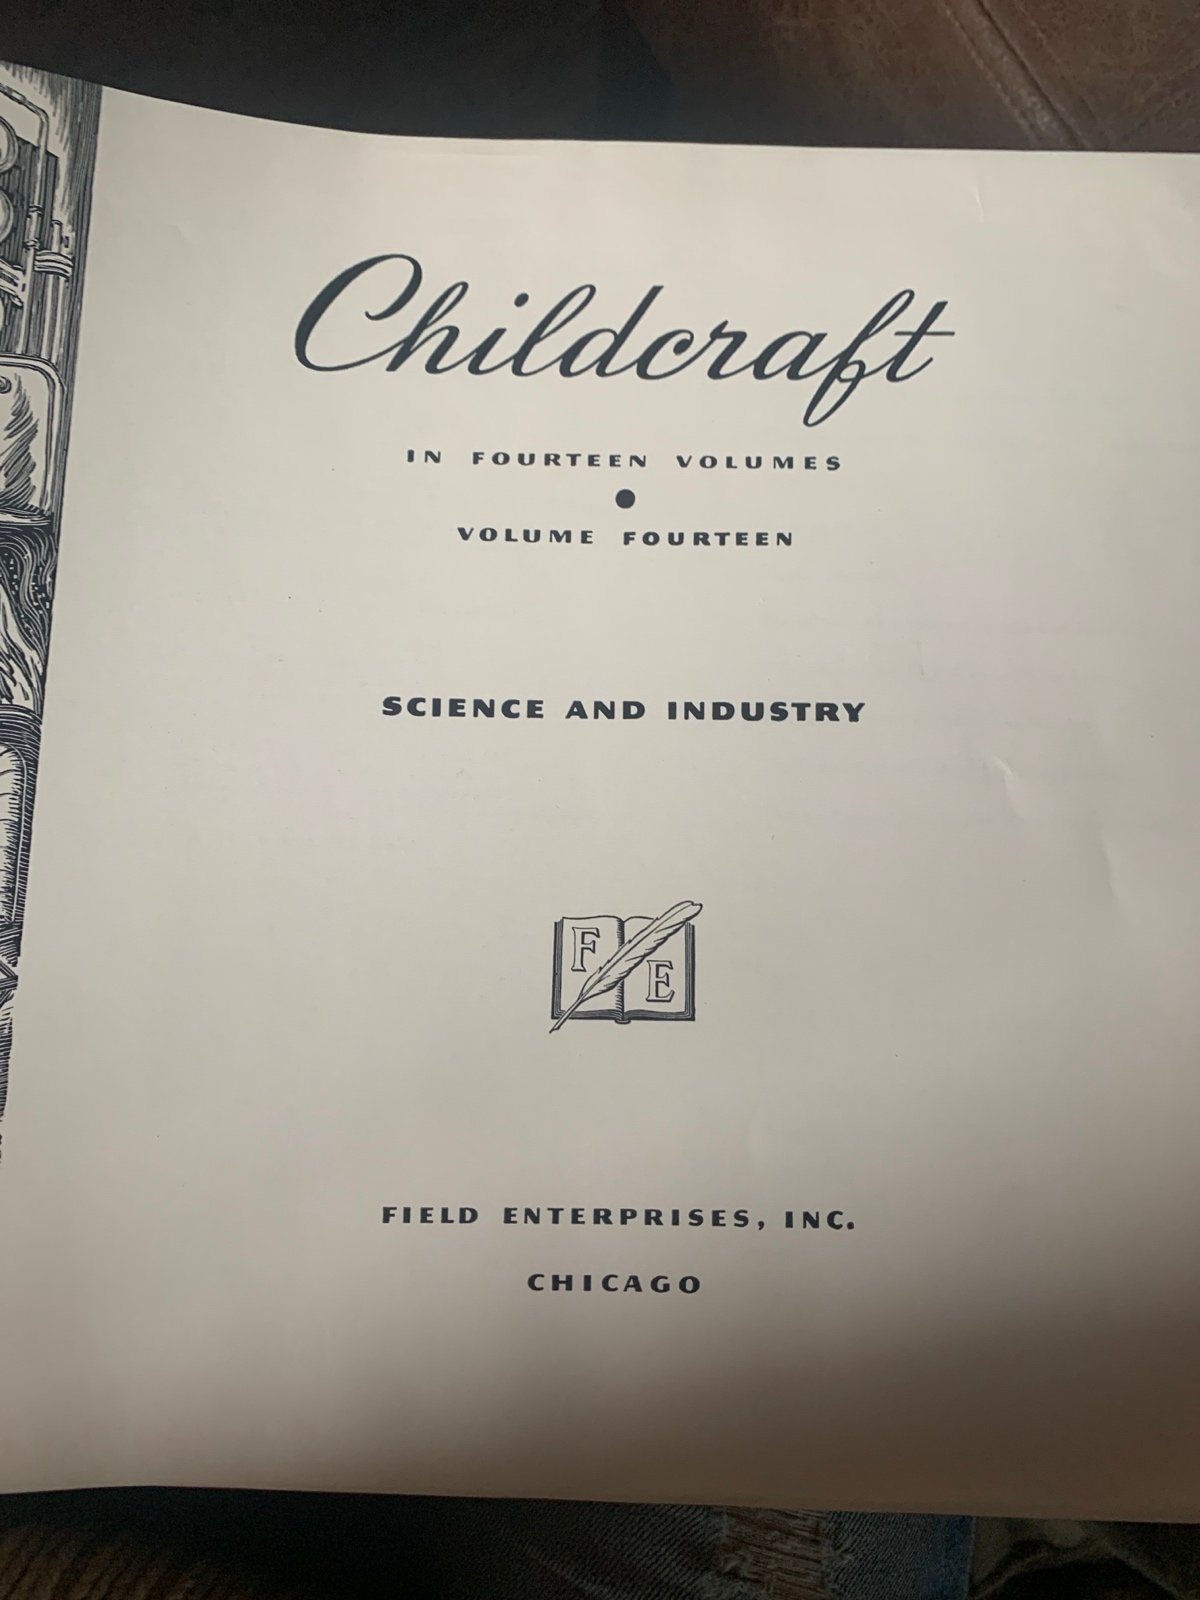 Childcraft
IN FOURTEEN VOLUMES
VOLUME FOURTEEN
SCIENCE AND INDUSTRY
F E
FIELD ENTERPRISES, INC.
CHICAGO